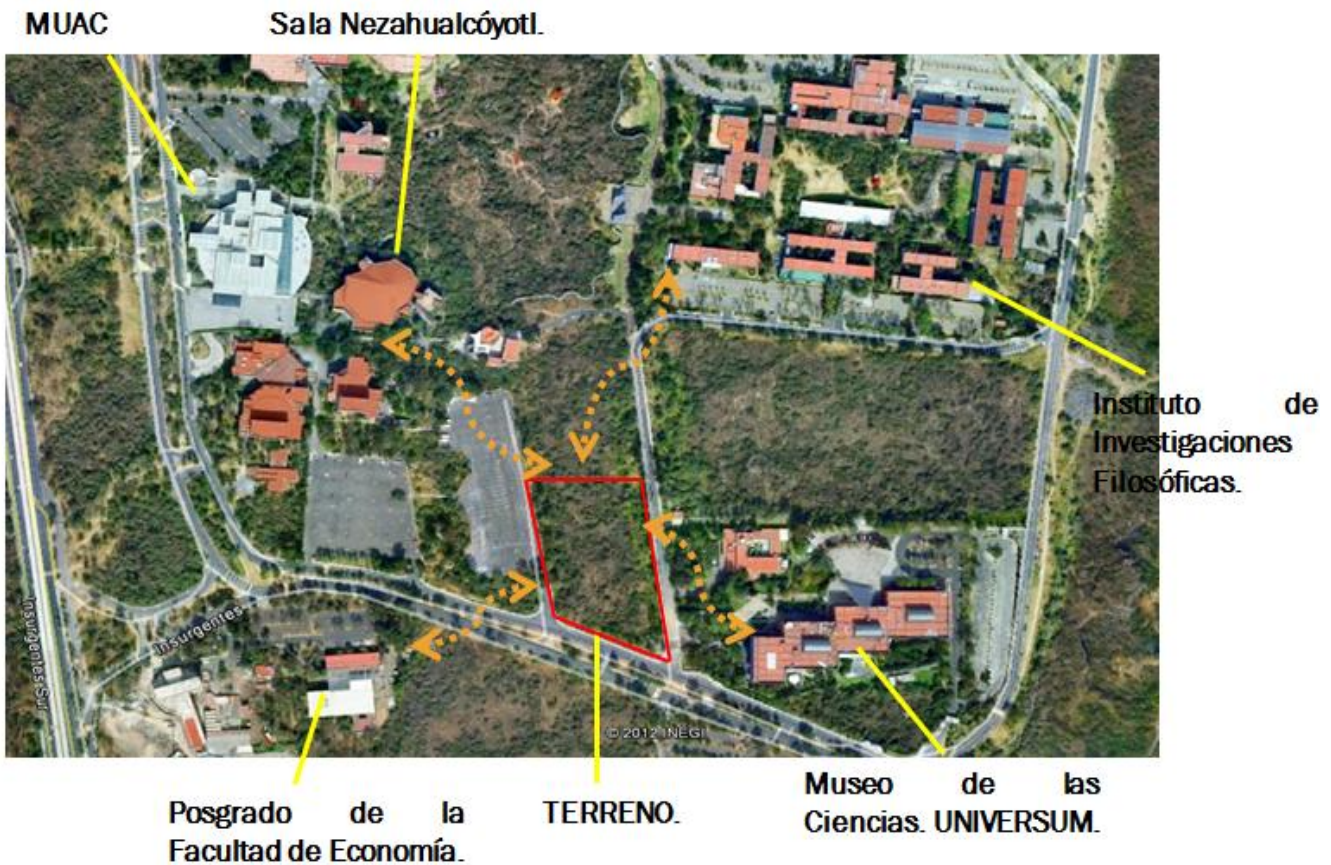 MUAC
Sala Nezahualcóyotl.
Instituto de
Investigaciones
Filosóficas.
Insurgentes
Insurgentes Sur
© 2012 INEGI
Posgrado de la
Facultad de Economía.
TERRENO.
Museo de las
Ciencias. UNIVERSUM.